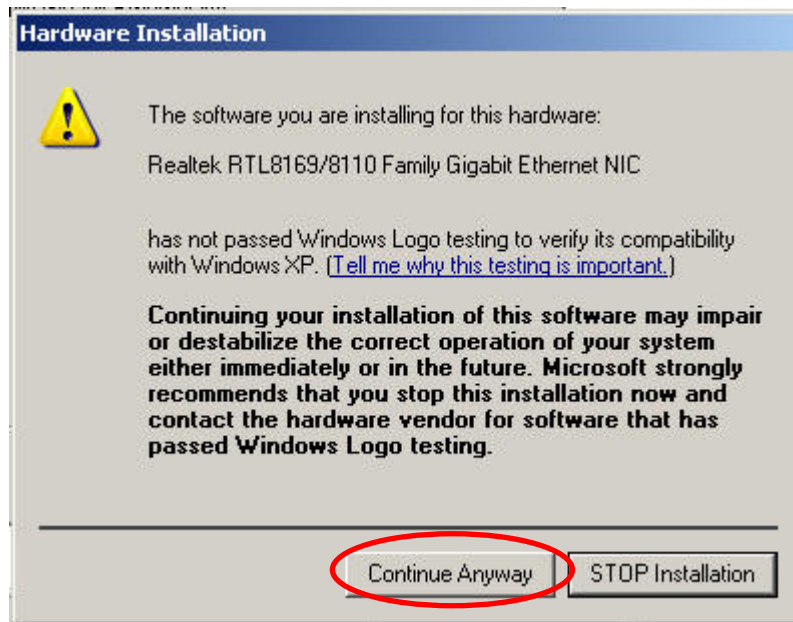 Hardware Installation
The software you are installing for this hardware:
Realtek RTL8169/8110 Family Gigabit Ethernet NIC
has not passed Windows Logo testing to verify its compatibility
with Windows XP. (Tell me why this testing is important.)
Continuing your installation of this software may impair
or destabilize the correct operation of your system
either immediately or in the future. Microsoft strongly
recommends that you stop this installation now and
contact the hardware vendor for software that has
passed Windows Logo testing.
Continue Anyway STOP Installation